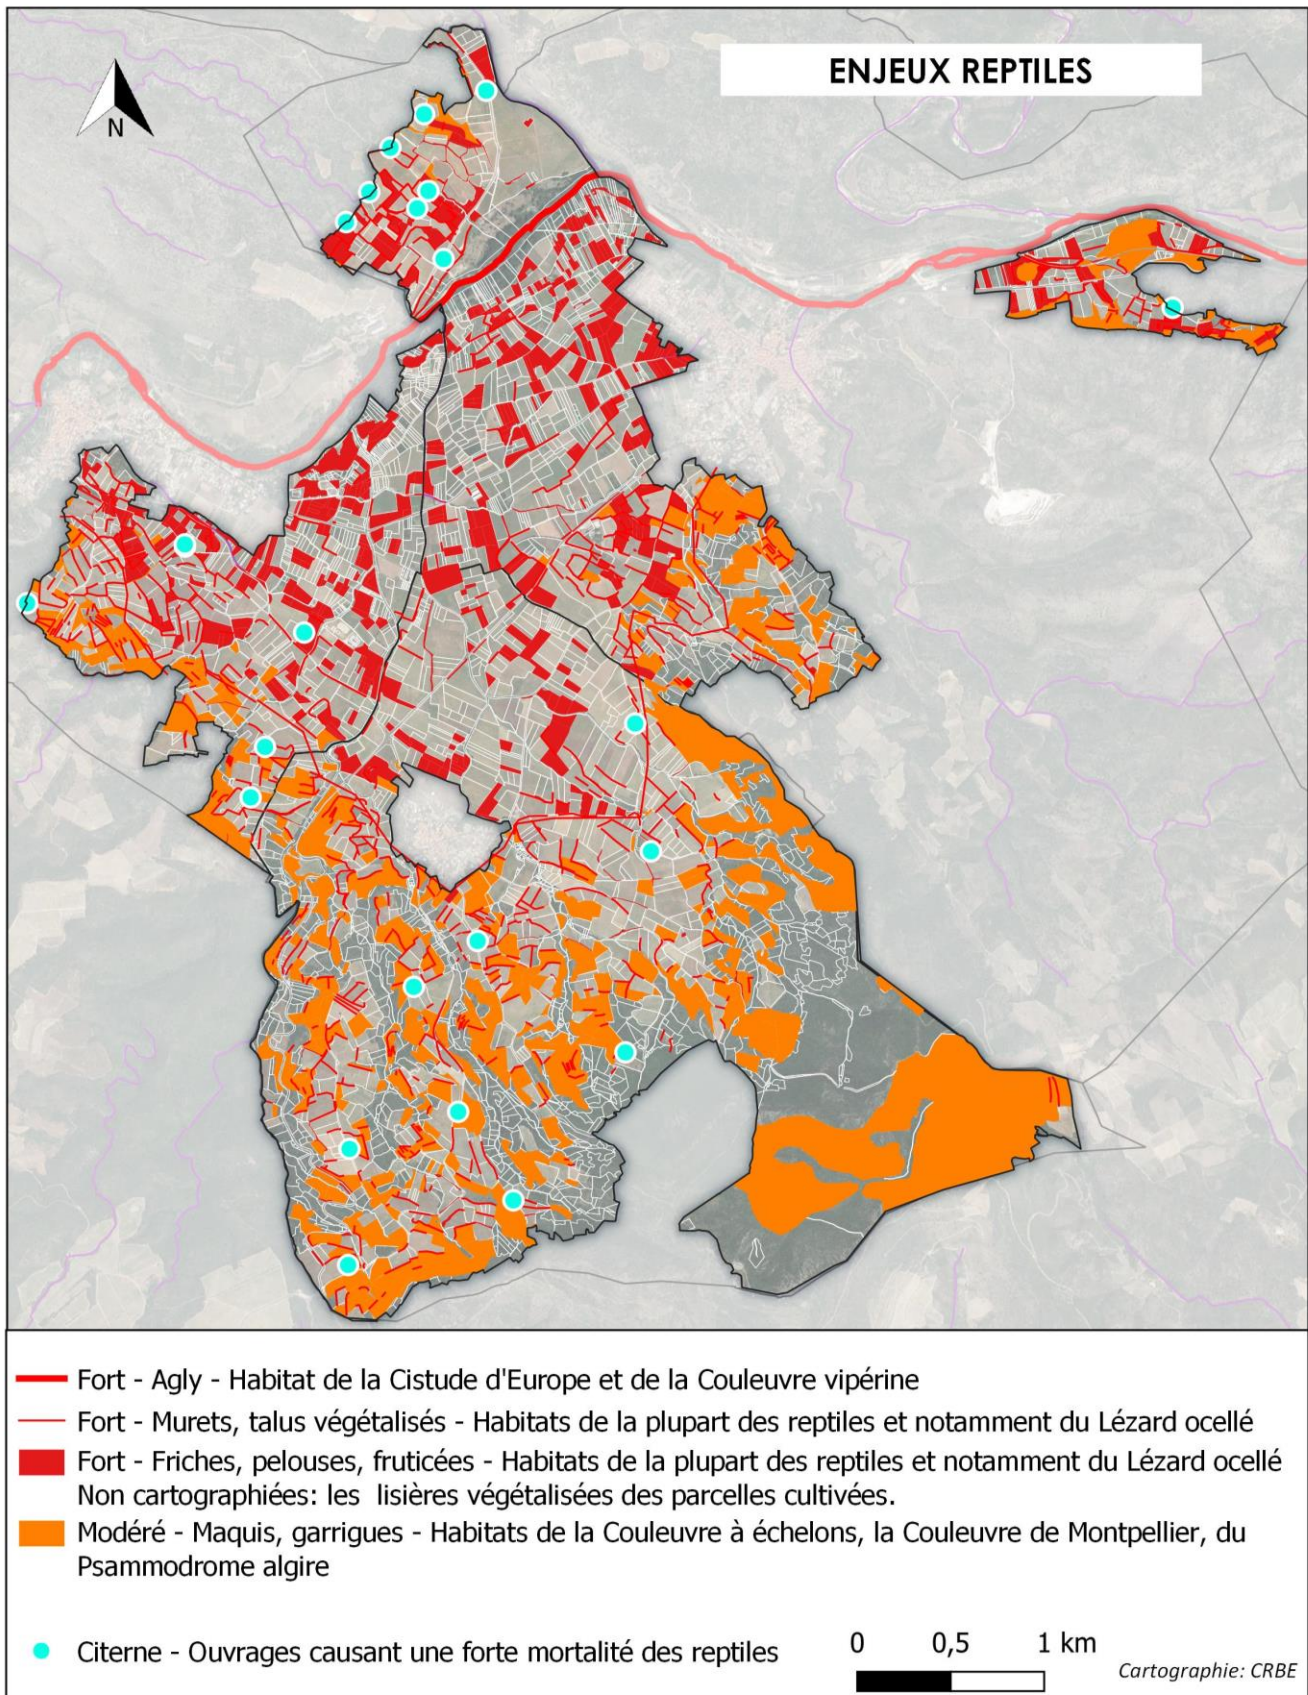 ENJEUX REPTILES
N
Fort - Agly - Habitat de la Cistude d'Europe et de la Couleuvre vipérine
Fort - Murets, talus végétalisés - Habitats de la plupart des reptiles et notamment du Lézard ocellé
Fort - Friches, pelouses, fruticées - Habitats de la plupart des reptiles et notamment du Lézard ocellé
Non cartographiées: les lisières végétalisées des parcelles cultivées.
Modéré - Maquis, garrigues - Habitats de la Couleuvre à échelons, la Couleuvre de Montpellier, du
Psammodrome algire
Citerne - Ouvrages causant une forte mortalité des reptiles
0 0,5 1 km
Cartographie: CRBE